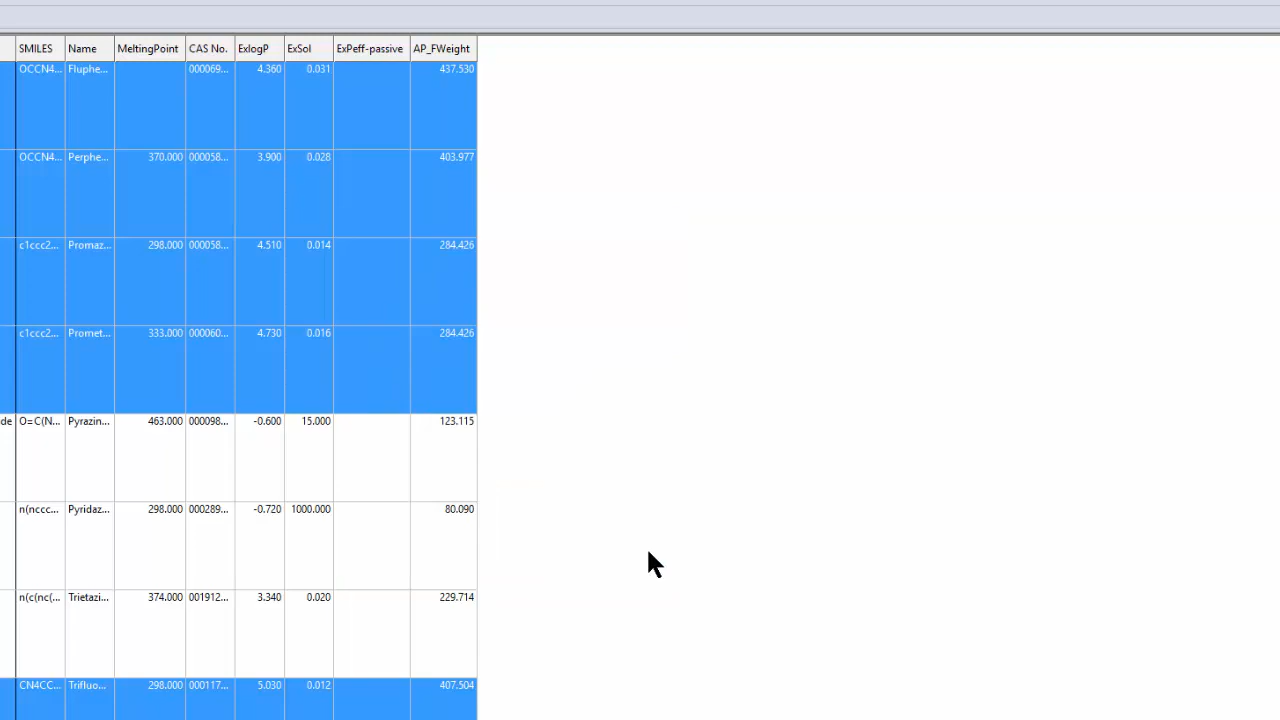 SMILES Name MeltingPoint CAS No. ExlogP ExSol ExPeff-passive AP_FWeight
OCCN4... Fluphe... 000069... 4.360 0.031 437.530
OCCN4... Perphe... 370.000 000058... 3.900 0.028 403.977
c1ccc2... Promaz... 298.000 000058... 4.510 0.014 284.426
c1ccc2... Promet... 333.000 000060... 4.730 0.016 284.426
de O=C(N... Pyrazin... 463.000 000098... -0.600 15.000 123.115
n(nccc... Pyridaz... 298.000 000289... -0.720 1000.000 80.090
n(c(nc(... Trietazi... 374.000 001912... 3.340 0.020 229.714
CN4CC... Trifluo... 298.000 000117... 5.030 0.012 407.504